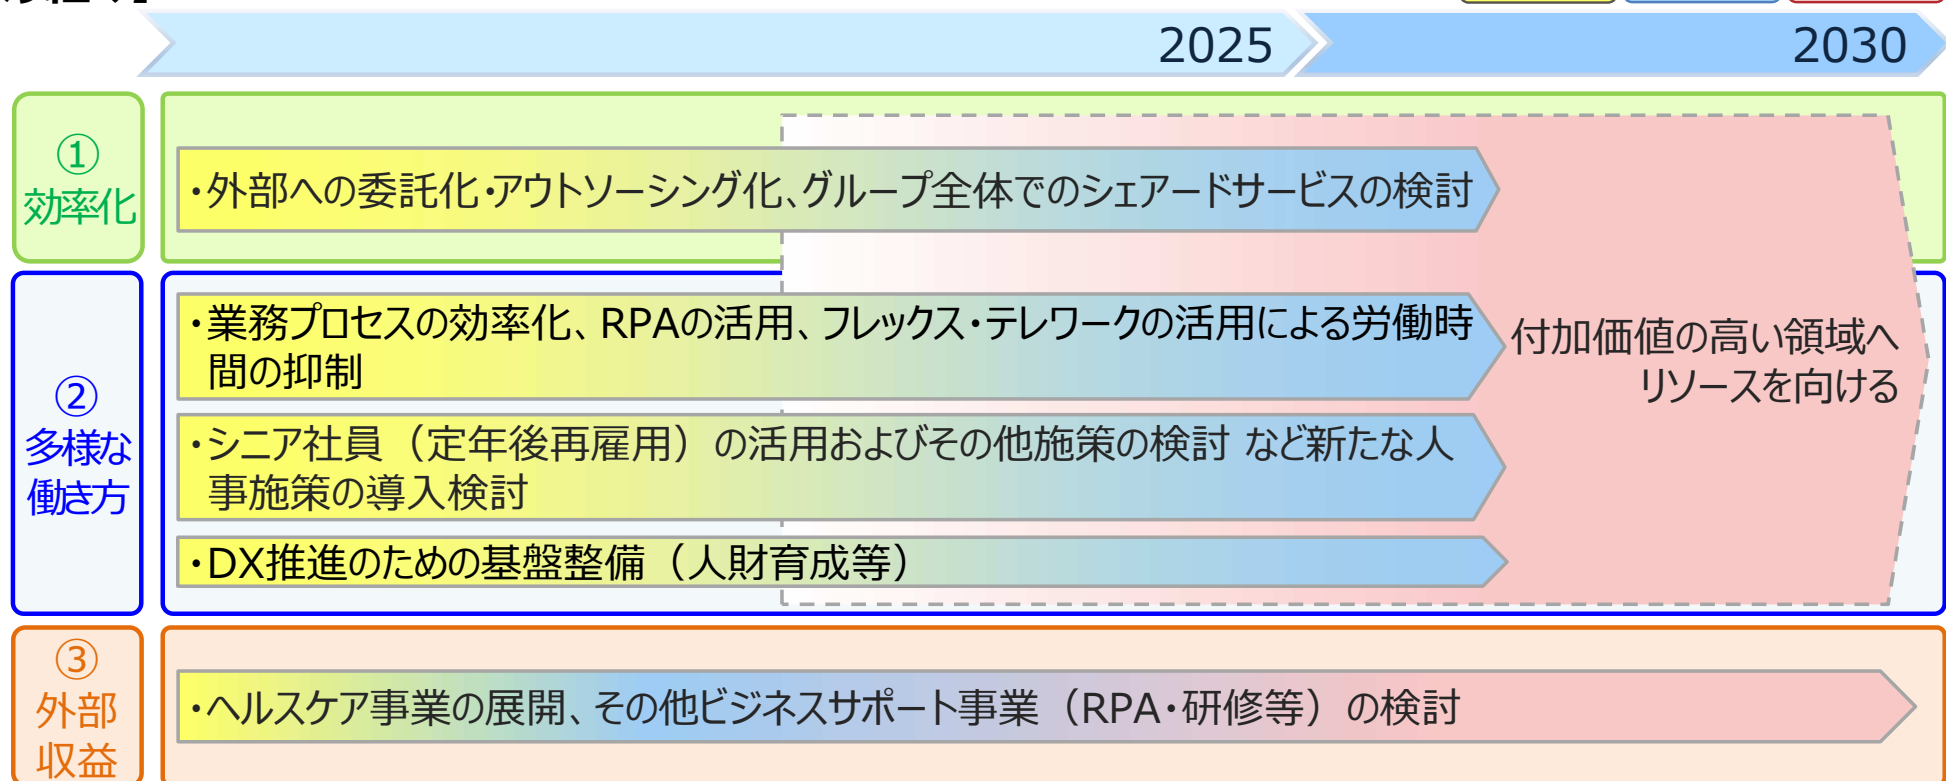 2025
2030
①
効率化
・外部への委託化・アウトソーシング化、グループ全体でのシェアードサービスの検討
②
多様な
働き方
・業務プロセスの効率化、RPAの活用、フレックス・テレワークの活用による労働時
間の抑制
・シニア社員（定年後再雇用）の活用およびその他施策の検討 など新たな人
事施策の導入検討
・DX推進のための基盤整備（人財育成等）
付加価値の高い領域へ
リソースを向ける
③
外部
収益
・ヘルスケア事業の展開、その他ビジネスサポート事業（RPA・研修等）の検討